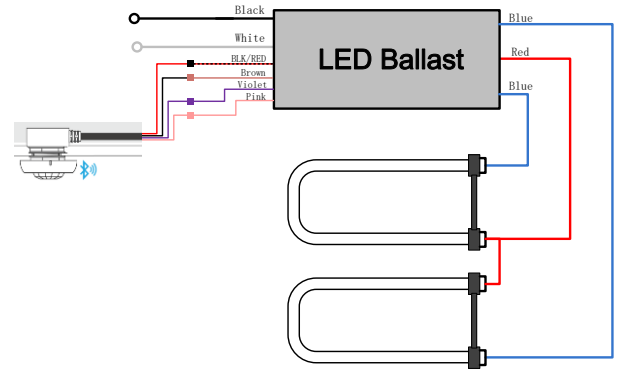 Black
White
BLK/RED
Brown
Violet
Pink
LED Ballast
Blue
Red
Blue